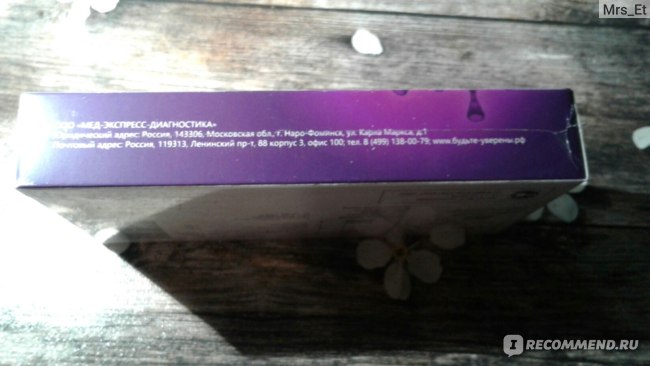 Mrs_Et
ООО «МЕД-ЭКСПРЕСС-ДИАГНОСТИКА»
Юридический адрес: Россия, 143306, Московская обл., г. Наро-Фоминск, ул. Карла Маркса, д.1
Почтовый адрес: Россия, 119313, Ленинский пр-т, 88 корпус 3, офис 100; тел. 8 (499) 138-00-79; www.будьте-уверены.рф
IRECOMMEND.RU